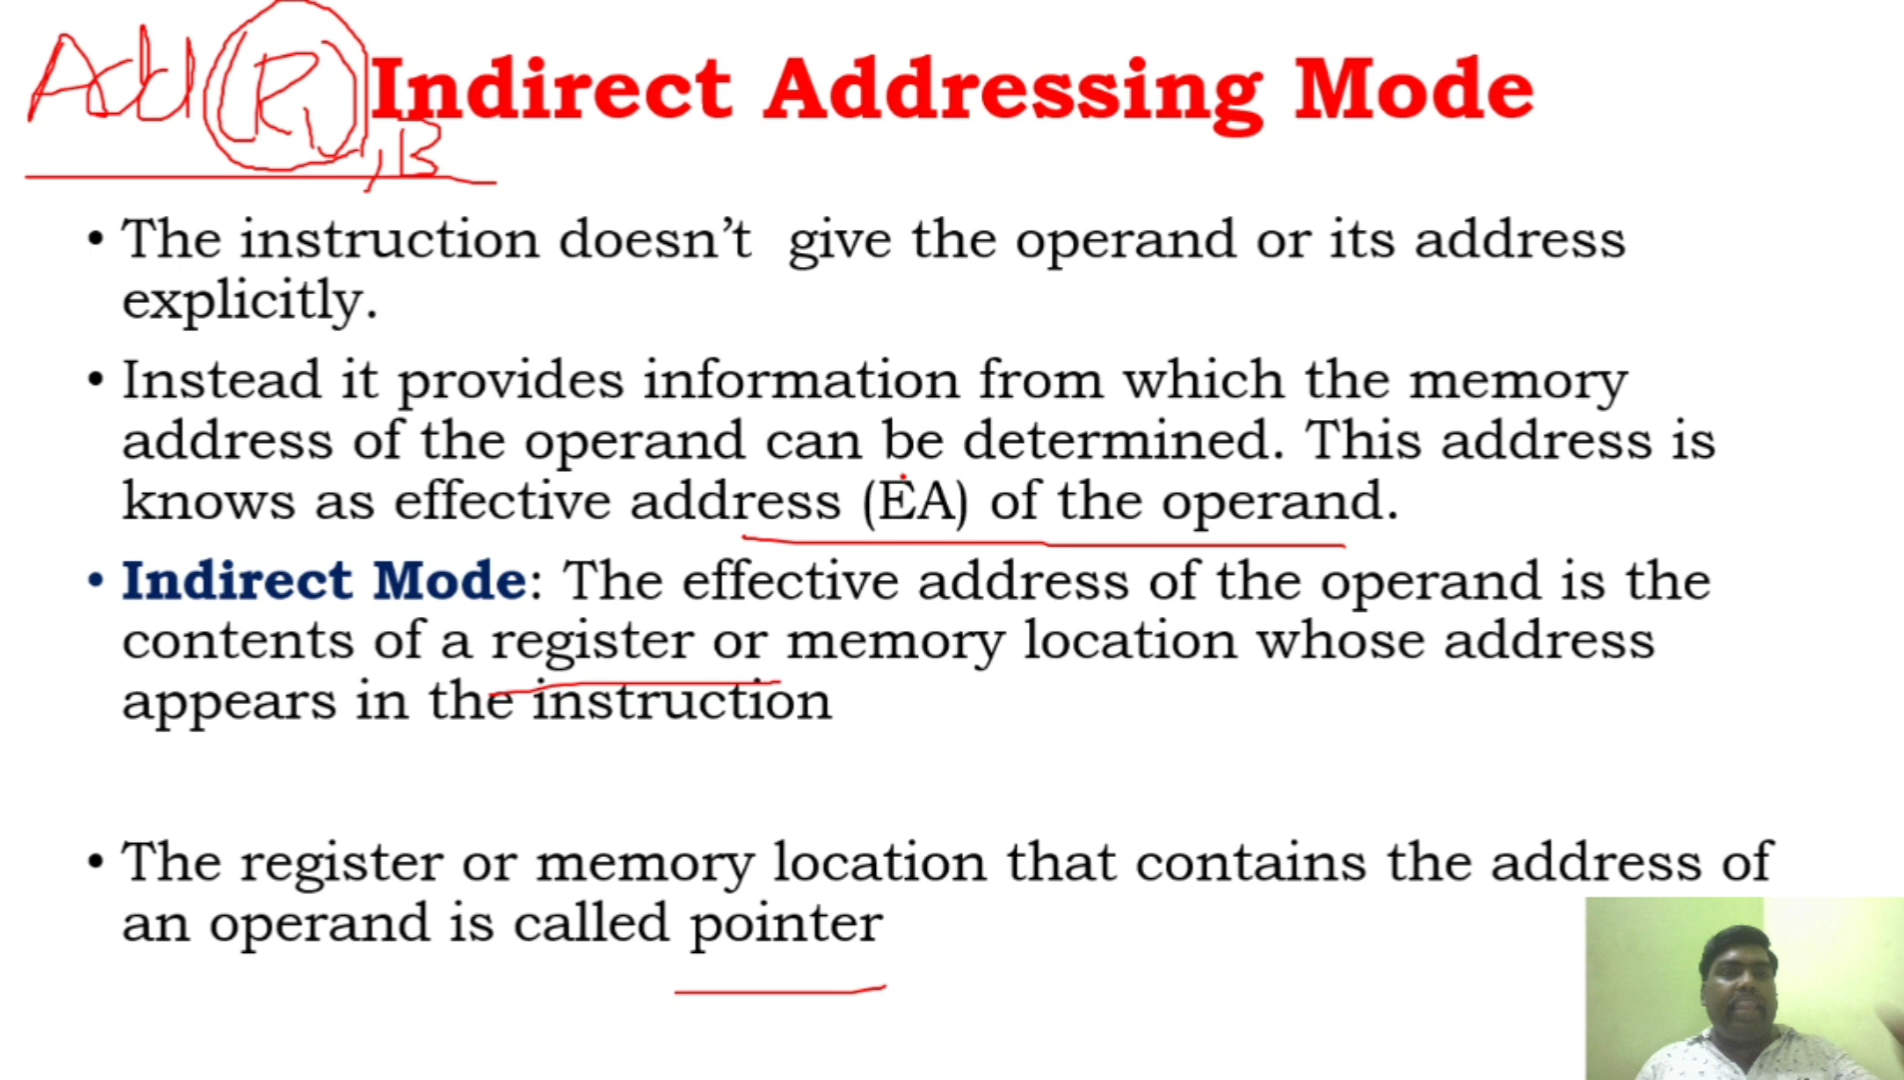 Add (R1), B
Indirect Addressing Mode
• The instruction doesn’t give the operand or its address
explicitly.
• Instead it provides information from which the memory
address of the operand can be determined. This address is
knows as effective address (EA) of the operand.
• Indirect Mode: The effective address of the operand is the
contents of a register or memory location whose address
appears in the instruction
• The register or memory location that contains the address of
an operand is called pointer